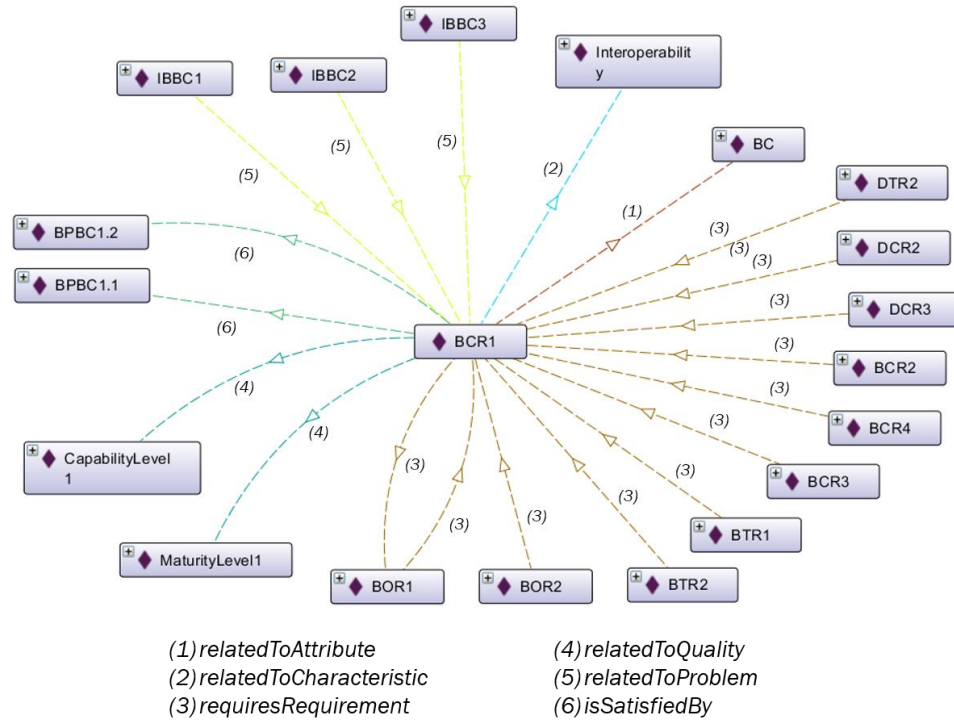 IBBC3
IBBC2
IBBC1
Interoperabilit
y
BC
DTR2
DCR2
DCR3
BCR2
BCR4
BCR3
BTR1
BTR2
BOR2
BOR1
MaturityLevel1
CapabilityLevel
1
BPBC1.1
BPBC1.2
BCR1
(5)
(5)
(5)
(2)
(1)
(3)
(3)
(3)
(3)
(3)
(3)
(3)
(3)
(3)
(3)
(3)
(3)
(4)
(4)
(6)
(6)
(1) relatedToAttribute
(2) relatedToCharacteristic
(3) requiresRequirement
(4) relatedToQuality
(5) relatedToProblem
(6) isSatisfiedBy